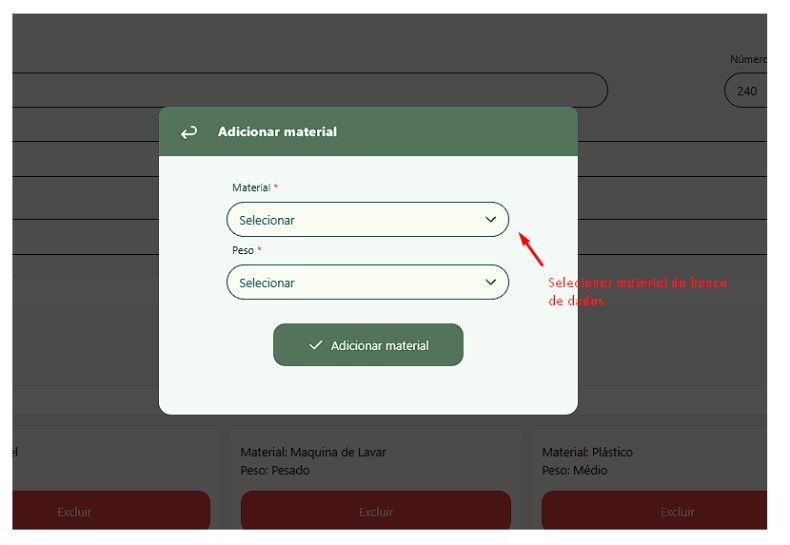 Número
240
Adicionar material
Material *
Selecionar
Peso *
Selecionar
Selecionar material do banco
de dados
Adicionar material
el
Material: Maquina de Lavar
Peso: Pesado
Material: Plástico
Peso: Médio
Excluir
Excluir
Excluir